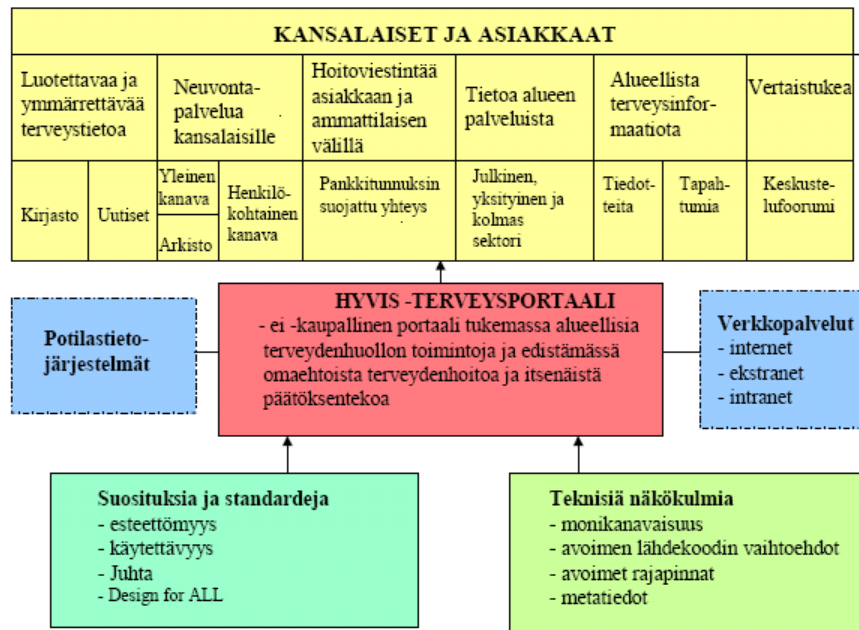 KANSALAISET JA ASIAKKAAT
Luotettavaa ja
ymmärrettävää
terveystietoa
Neuvonta-
palvelua
kansalaisille
Hoitoviestintää
asiakkaan ja
ammattilaisen
välillä
Tietoa alueen
palveluista
Alueellista
terveysinfor-
maatiota
Vertaistukea
Kirjasto
Uutiset
Yleinen
kanava
Arkisto
Henkilö-
kohtainen
kanava
Pankkitunnuksin
suojattu yhteys
Julkinen,
yksityinen ja
kolmas
sektori
Tiedot-
teita
Tapah-
tumia
Keskuste-
lufoorumi
HYVIS -TERVEYSPORTAALI
- ei -kaupallinen portaali tukemassa alueellisia
terveydenhuollon toimintoja ja edistämässä
omaehtoista terveydenhoitoa ja itsenäistä
päätöksentekoa
Potilastieto-
järjestelmät
Verkkopalvelut
- internet
- ekstranet
- intranet
Suosituksia ja standardeja
- esteettömyys
- käytettävyys
- Juhta
- Design for ALL
Teknisiä näkökulmia
- monikanavaisuus
- avoimen lähdekoodin vaihtoehdot
- avoimet rajapinnat
- metatiedot